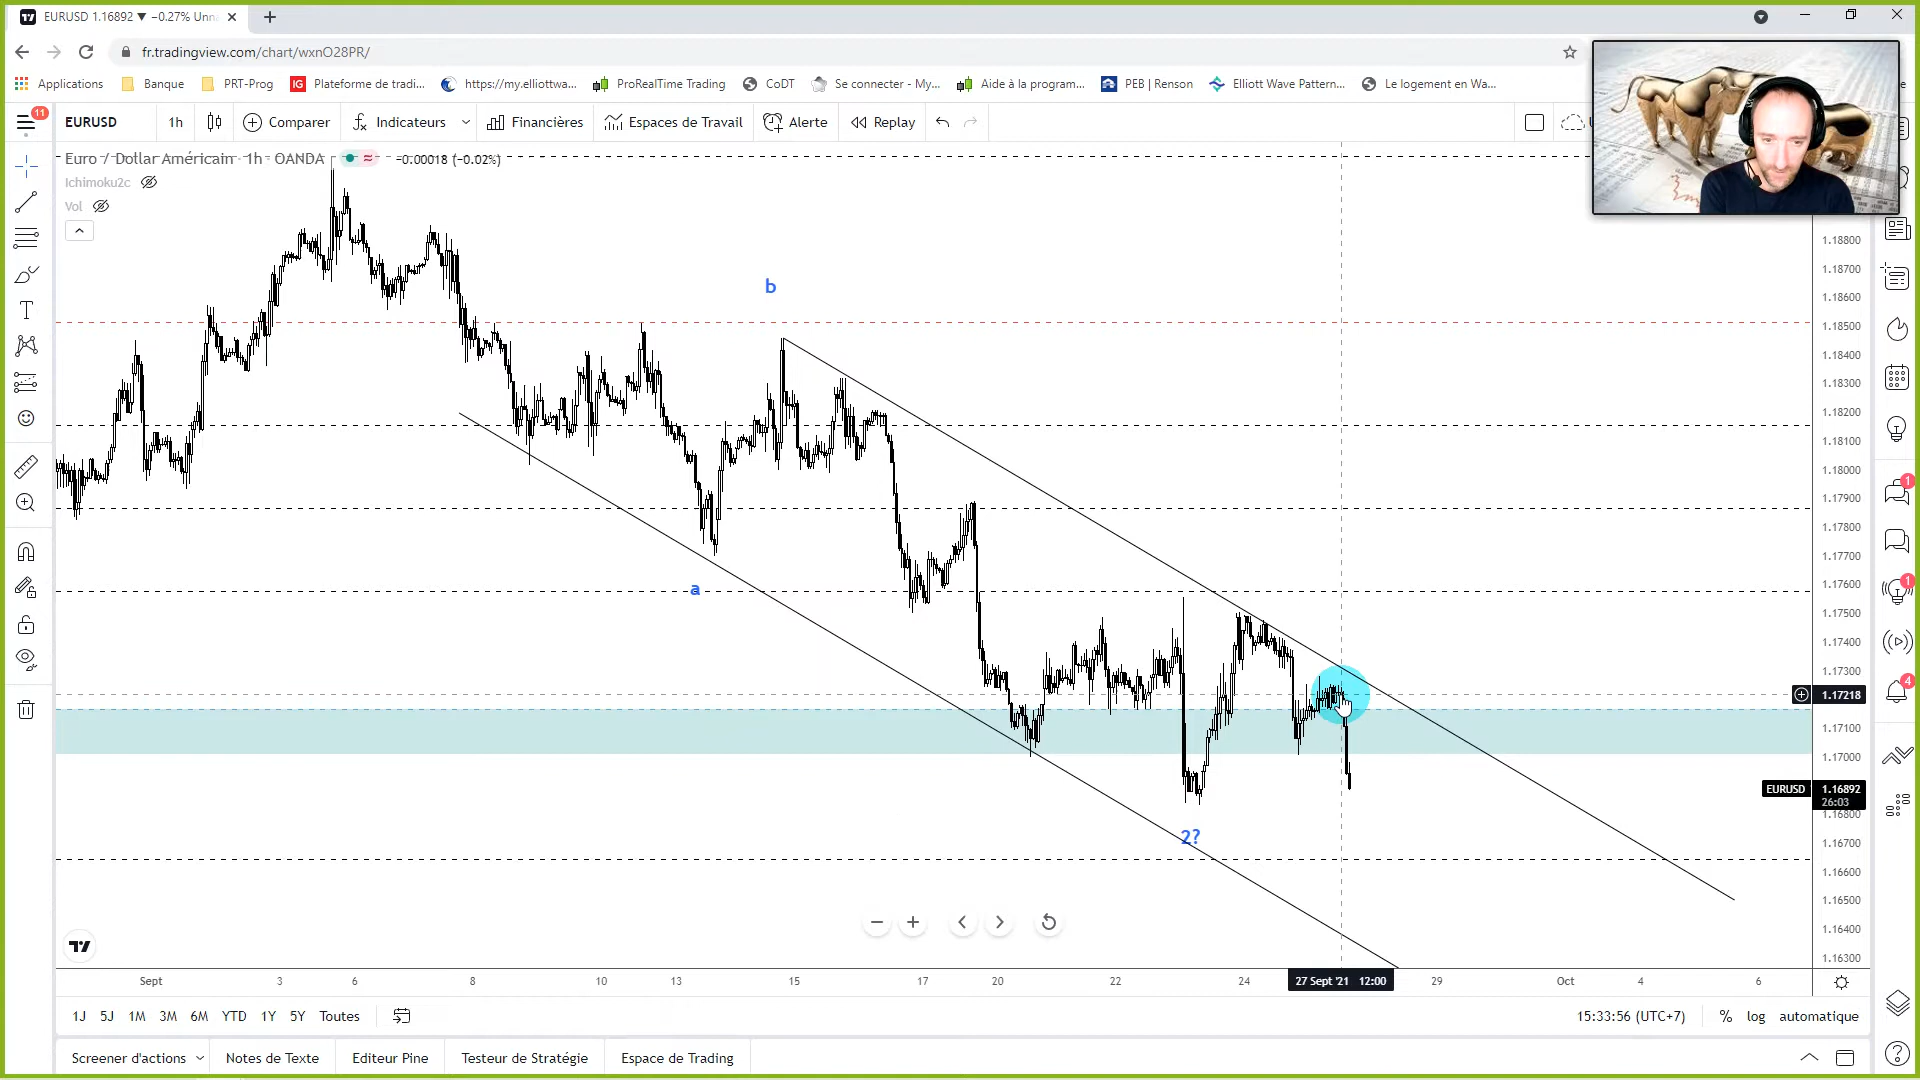 EURUSD 1.16892 ▼ −0.27% Unn
fr.tradingview.com/chart/wxnO28PR/
Applications
Banque
PRT-Prog
IG
Plateforme de tradi...
https://my.elliottwa...
ProRealTime Trading
CoDT
Se connecter - My...
Aide à la program...
PEB | Renson
Elliott Wave Pattern...
Le logement en Wa...
11
EURUSD
1h
Comparer
Indicateurs
Financières
Espaces de Travail
Alerte
Replay
Euro / Dollar Américain · 1h · OANDA
−0.00018 (−0.02%)
Ichimoku2c
Vol
b
a
2?
1.18800
1.18700
1.18600
1.18500
1.18400
1.18300
1.18200
1.18100
1.18000
1.17900
1.17800
1.17700
1.17600
1.17500
1.17400
1.17300
1.17218
1.17100
1.17000
EURUSD 1.16892
26:03
1.16800
1.16700
1.16600
1.16500
1.16400
1.16300
1
1
4
Sept 3 6 8 10 13 15 17 20 22 24 27 Sept '21 12:00 29 Oct 4 6
1J 5J 1M 3M 6M YTD 1Y 5Y Toutes
15:33:56 (UTC+7) % log automatique
Screener d'actions
Notes de Texte
Editeur Pine
Testeur de Stratégie
Espace de Trading